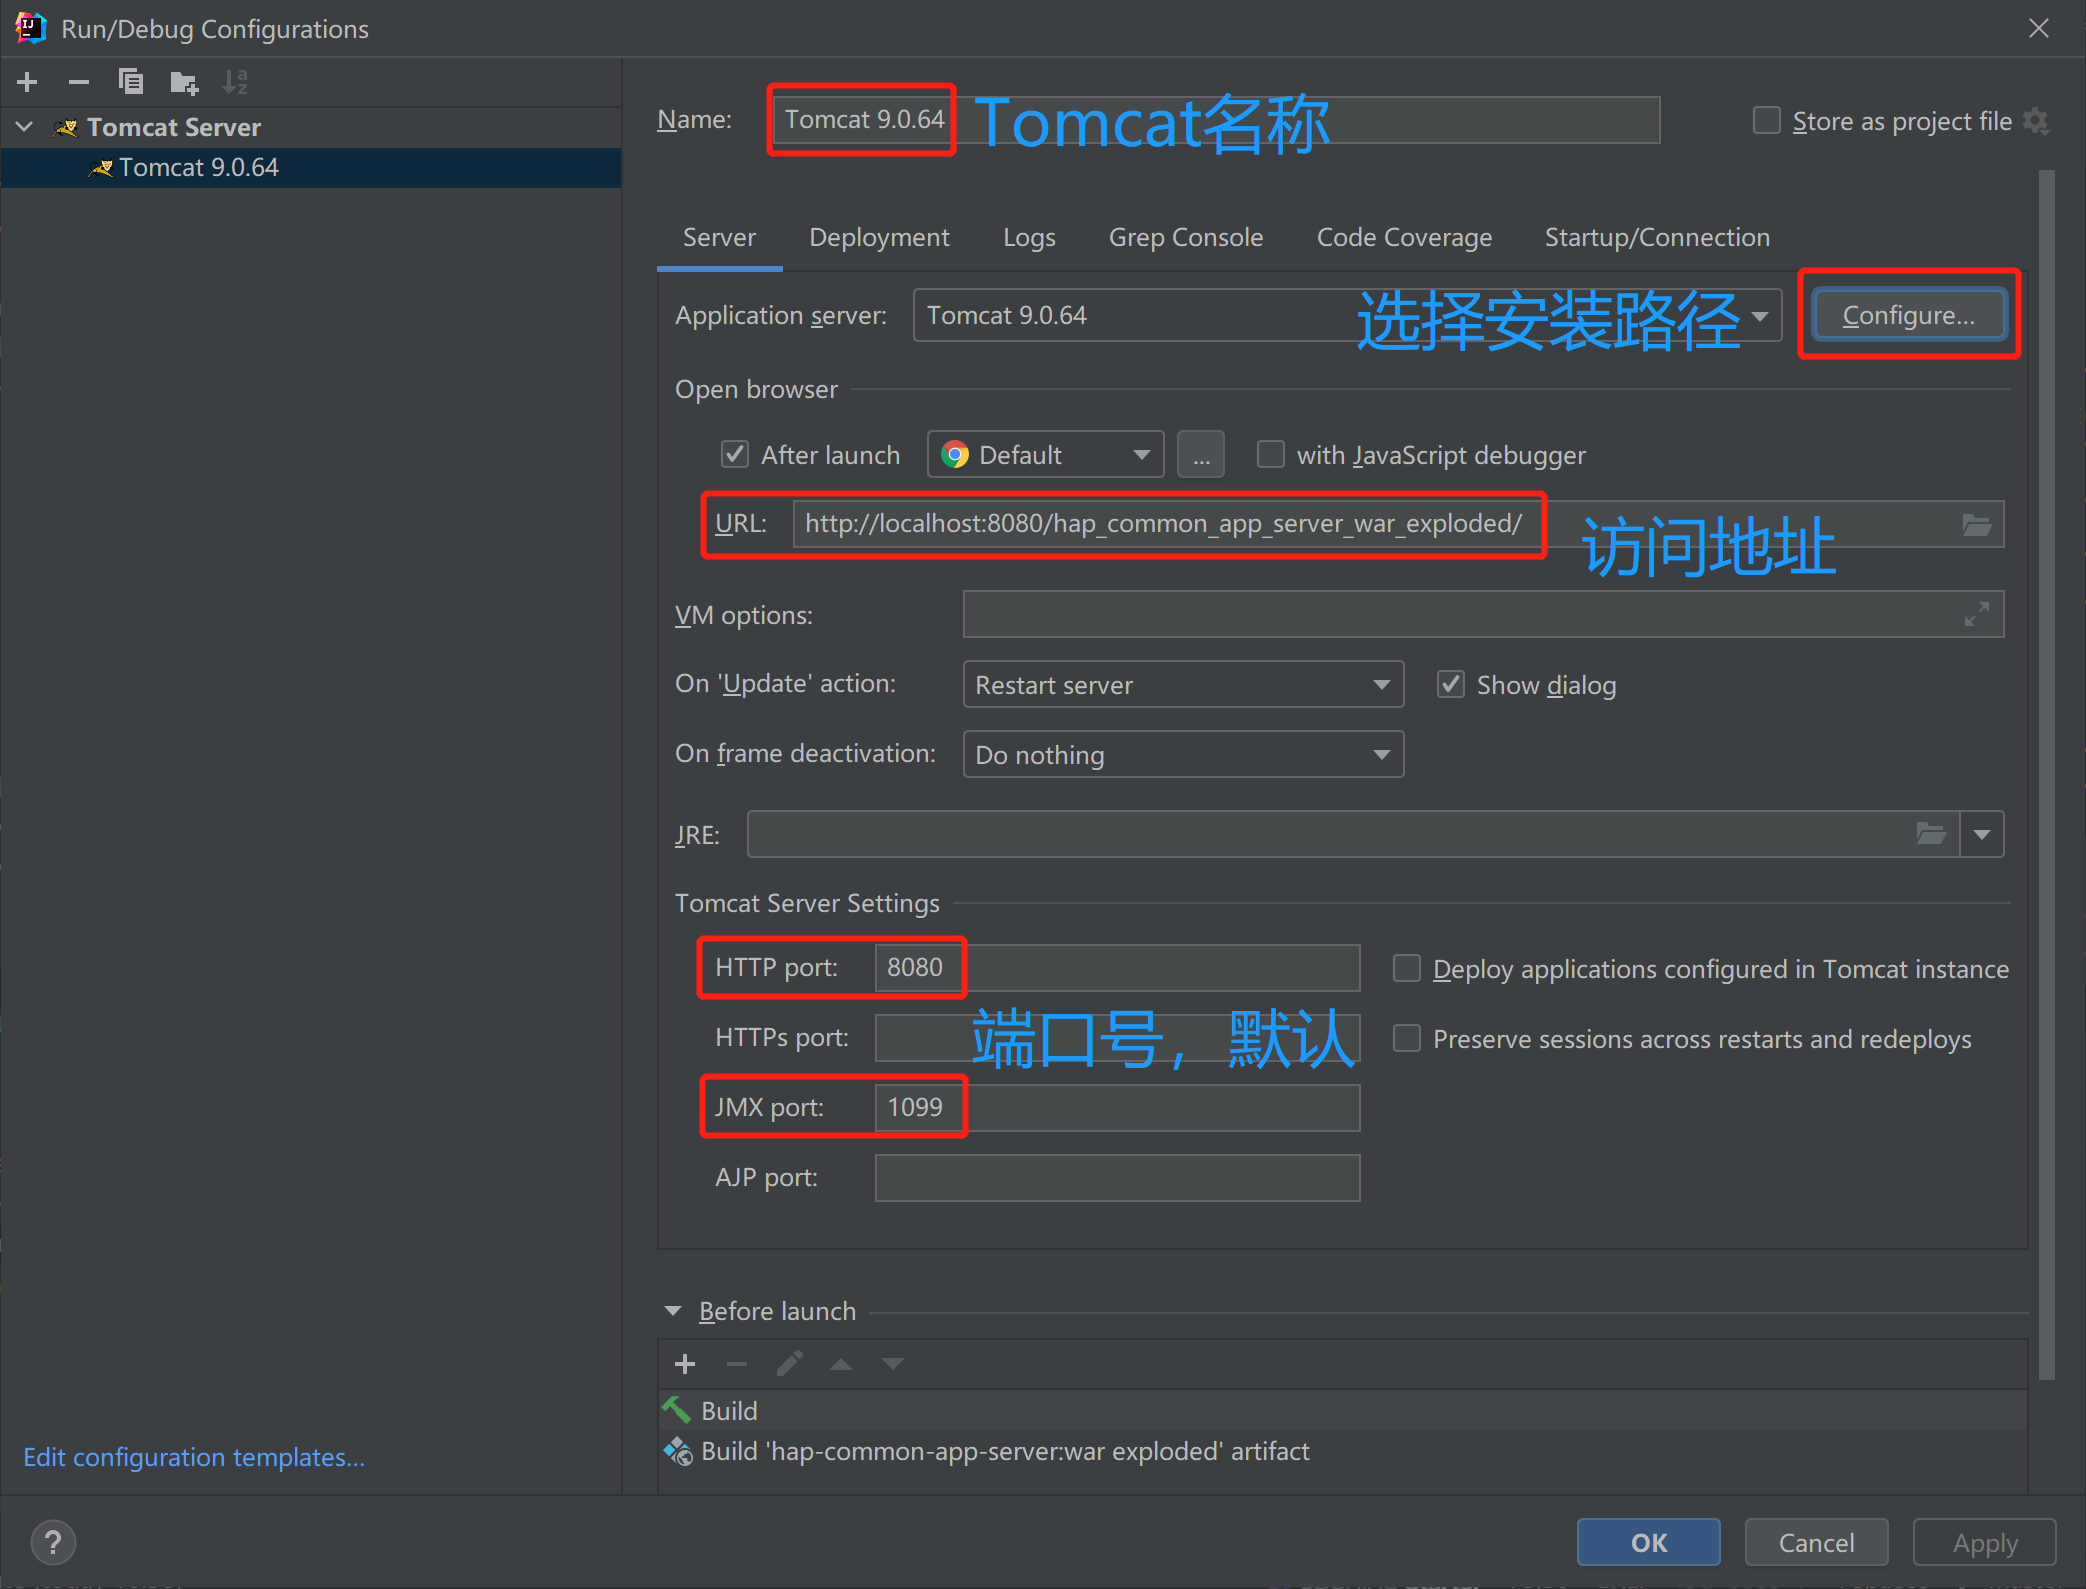 Run/Debug Configurations
Tomcat Server
Tomcat 9.0.64
Edit configuration templates...
Name: Tomcat 9.0.64 Tomcat名称 Store as project file
Server Deployment Logs Grep Console Code Coverage Startup/Connection
Application server: Tomcat 9.0.64 选择安装路径 Configure...
Open browser
After launch Default ... with JavaScript debugger
URL: http://localhost:8080/hap_common_app_server_war_exploded/ 访问地址
VM options:
On 'Update' action: Restart server Show dialog
On frame deactivation: Do nothing
JRE:
Tomcat Server Settings
HTTP port: 8080 Deploy applications configured in Tomcat instance
HTTPs port: 端口号，默认 Preserve sessions across restarts and redeploys
JMX port: 1099
AJP port:
Before launch
Build
Build 'hap-common-app-server:war exploded' artifact
? OK Cancel Apply